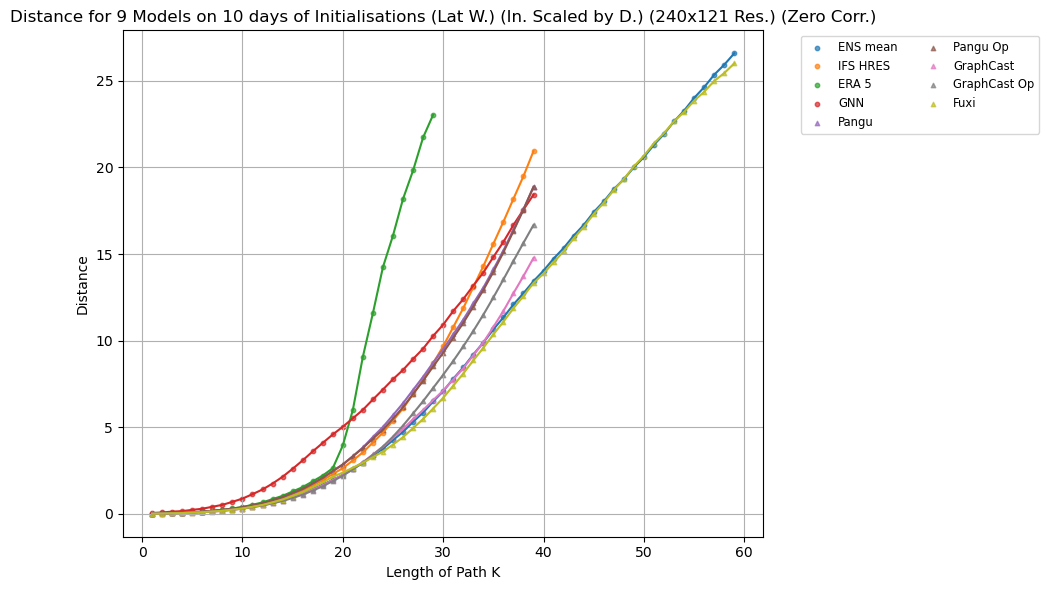 Distance for 9 Models on 10 days of Initialisations (Lat W.) (In. Scaled by D.) (240x121 Res.) (Zero Corr.)
25
20
15
10
5
0
Distance
0 10 20 30 40 50 60
Length of Path K
ENS mean
IFS HRES
ERA 5
GNN
Pangu
Pangu Op
GraphCast
GraphCast Op
Fuxi